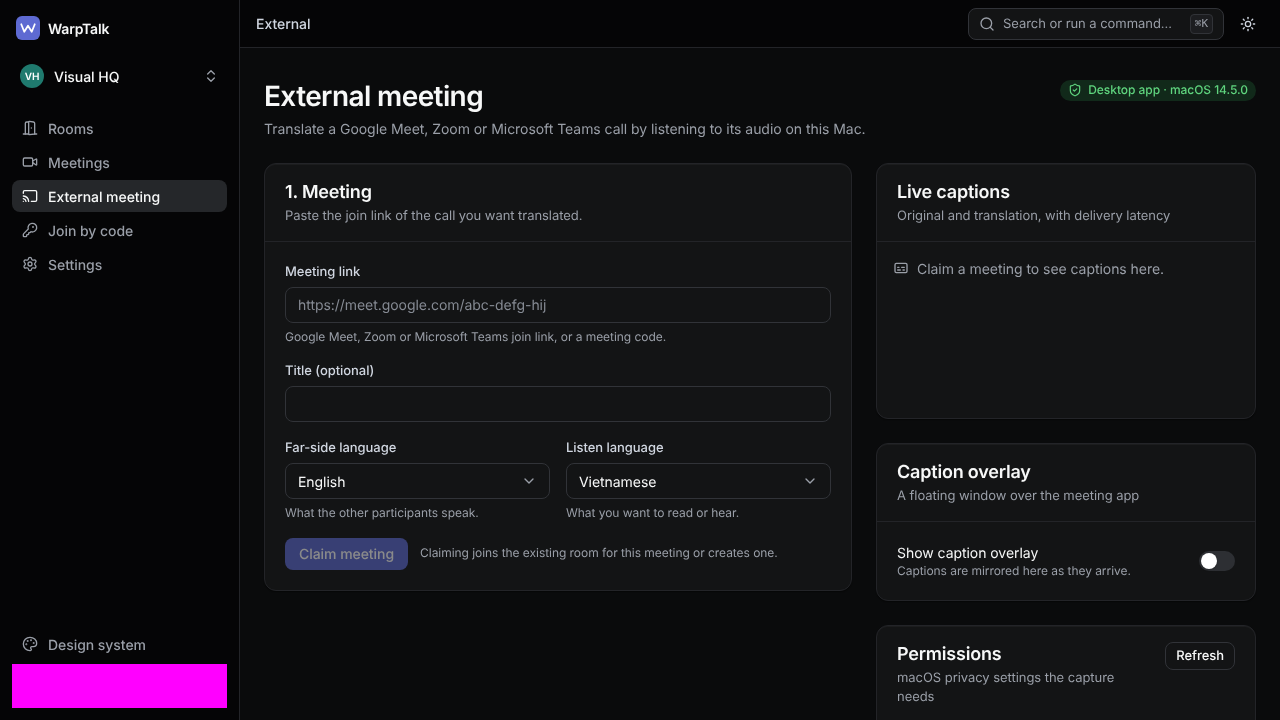 WarpTalk
VH
Visual HQ
Rooms
Meetings
External meeting
Join by code
Settings
Design system
External
Search or run a command...
⌘K
External meeting
Translate a Google Meet, Zoom or Microsoft Teams call by listening to its audio on this Mac.
Desktop app · macOS 14.5.0
1. Meeting
Paste the join link of the call you want translated.
Meeting link
https://meet.google.com/abc-defg-hij
Google Meet, Zoom or Microsoft Teams join link, or a meeting code.
Title (optional)
Far-side language
Listen language
English
Vietnamese
What the other participants speak.
What you want to read or hear.
Claim meeting
Claiming joins the existing room for this meeting or creates one.
Live captions
Original and translation, with delivery latency
Claim a meeting to see captions here.
Caption overlay
A floating window over the meeting app
Show caption overlay
Captions are mirrored here as they arrive.
Permissions
Refresh
macOS privacy settings the capture
needs